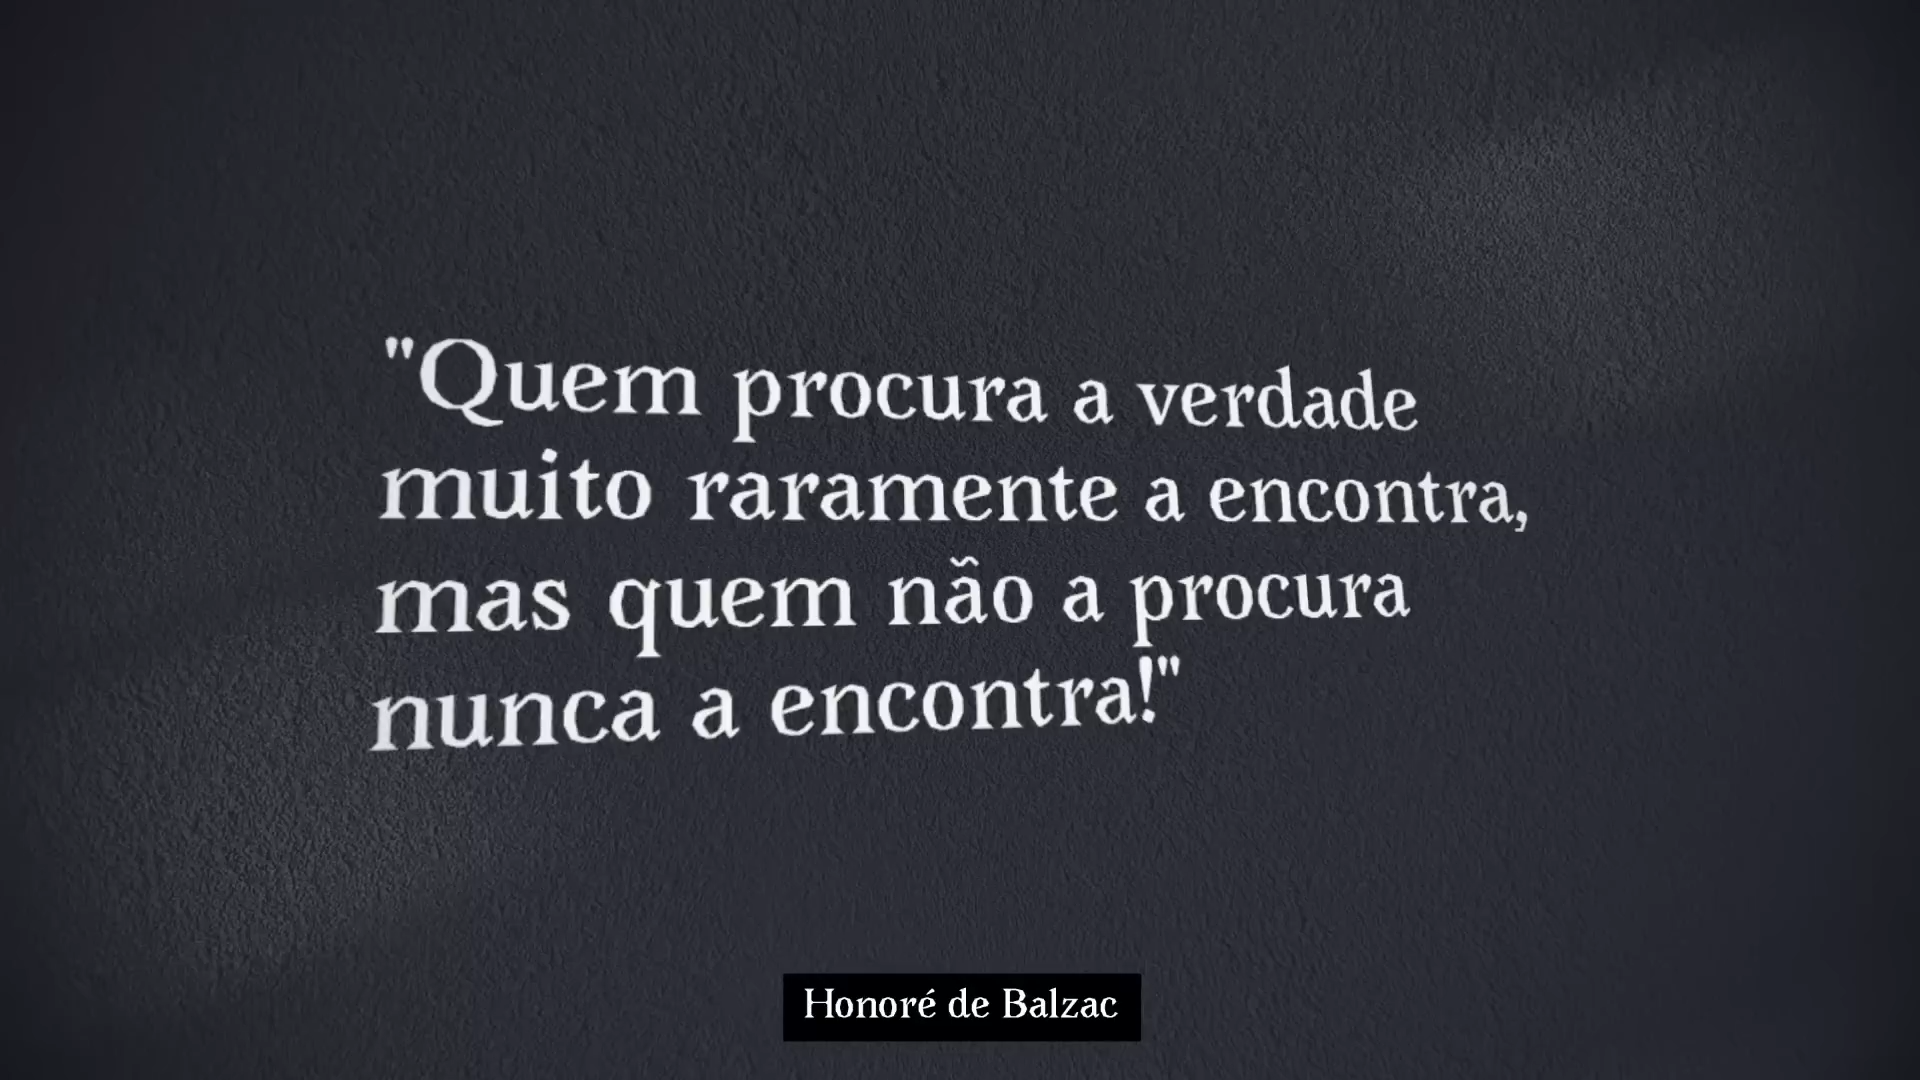 "Quem procura a verdade
muito raramente a encontra,
mas quem não a procura
nunca a encontra!"
Honoré de Balzac